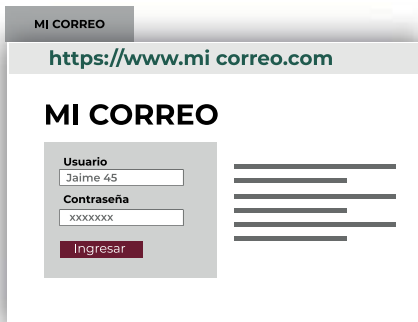 MI CORREO
https://www.mi correo.com
MI CORREO
Usuario
Jaime 45
Contraseña
xxxxxxx
Ingresar